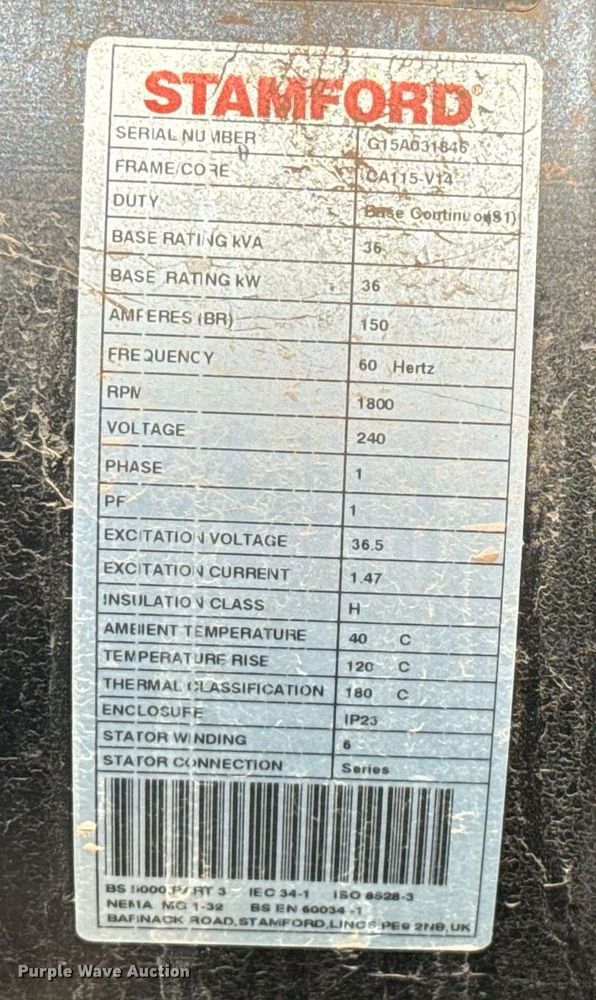 STAMFORD®
SERIAL NUMBER G15A031846
FRAME/CORE CA115-V14
DUTY Base Continuo(S1)
BASE RATING kVA 36
BASE RATING kW 36
AMPERES (BR) 150
FREQUENCY 60 Hertz
RPM 1800
VOLTAGE 240
PHASE 1
PF 1
EXCITATION VOLTAGE 36.5
EXCITATION CURRENT 1.47
INSULATION CLASS H
AMBIENT TEMPERATURE 40 C
TEMPERATURE RISE 120 C
THERMAL CLASSIFICATION 180 C
ENCLOSURE IP23
STATOR WINDING 6
STATOR CONNECTION Series
BS 5000 PART 3 IEC 34-1 ISO 8528-3
NEMA MG 1-32 BS EN 60034-1
BARNACK ROAD, STAMFORD, LINCS, PE9 2NB, UK
Purple Wave Auction